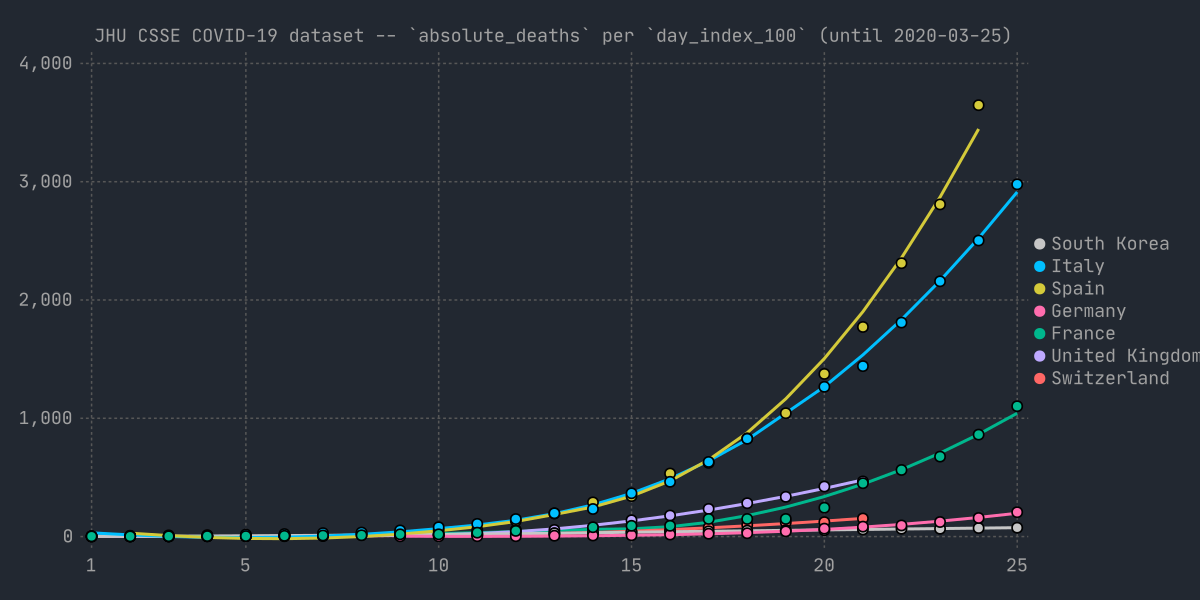 JHU CSSE COVID-19 dataset -- `absolute_deaths` per `day_index_100` (until 2020-03-25)
4,000
3,000
2,000
1,000
0
1
5
10
15
20
25
South Korea
Italy
Spain
Germany
France
United Kingdom
Switzerland